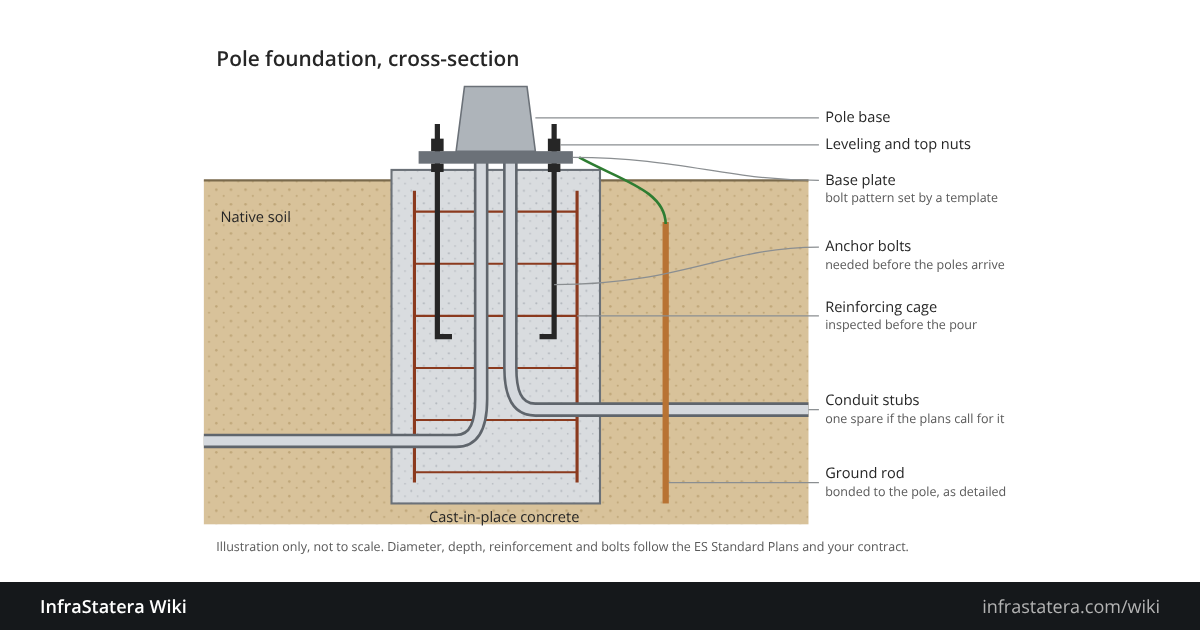 Pole foundation, cross-section
Pole base
Leveling and top nuts
Base plate
bolt pattern set by a template
Native soil
Anchor bolts
needed before the poles arrive
Reinforcing cage
inspected before the pour
Conduit stubs
one spare if the plans call for it
Ground rod
bonded to the pole, as detailed
Cast-in-place concrete
Illustration only, not to scale. Diameter, depth, reinforcement and bolts follow the ES Standard Plans and your contract.
InfraStatera Wiki
infrastatera.com/wiki